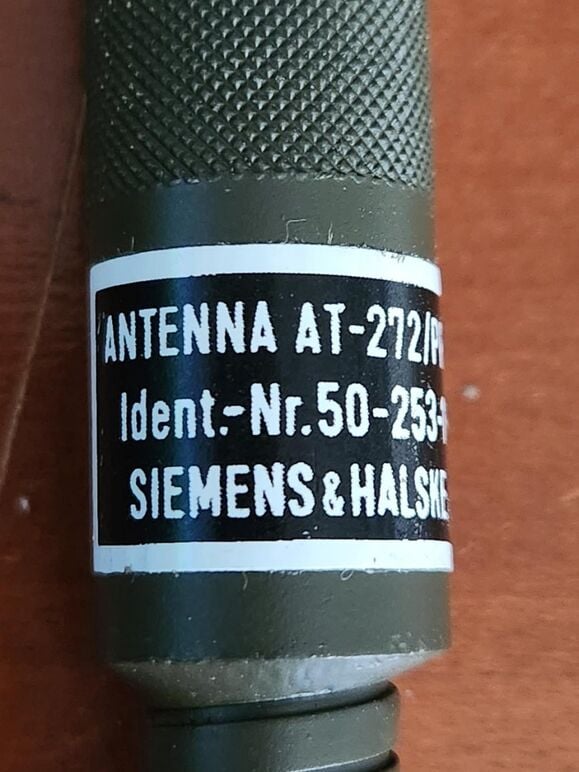 ANTENNA AT-272/P
Ident.-Nr.50-253-
SIEMENS & HALSKE